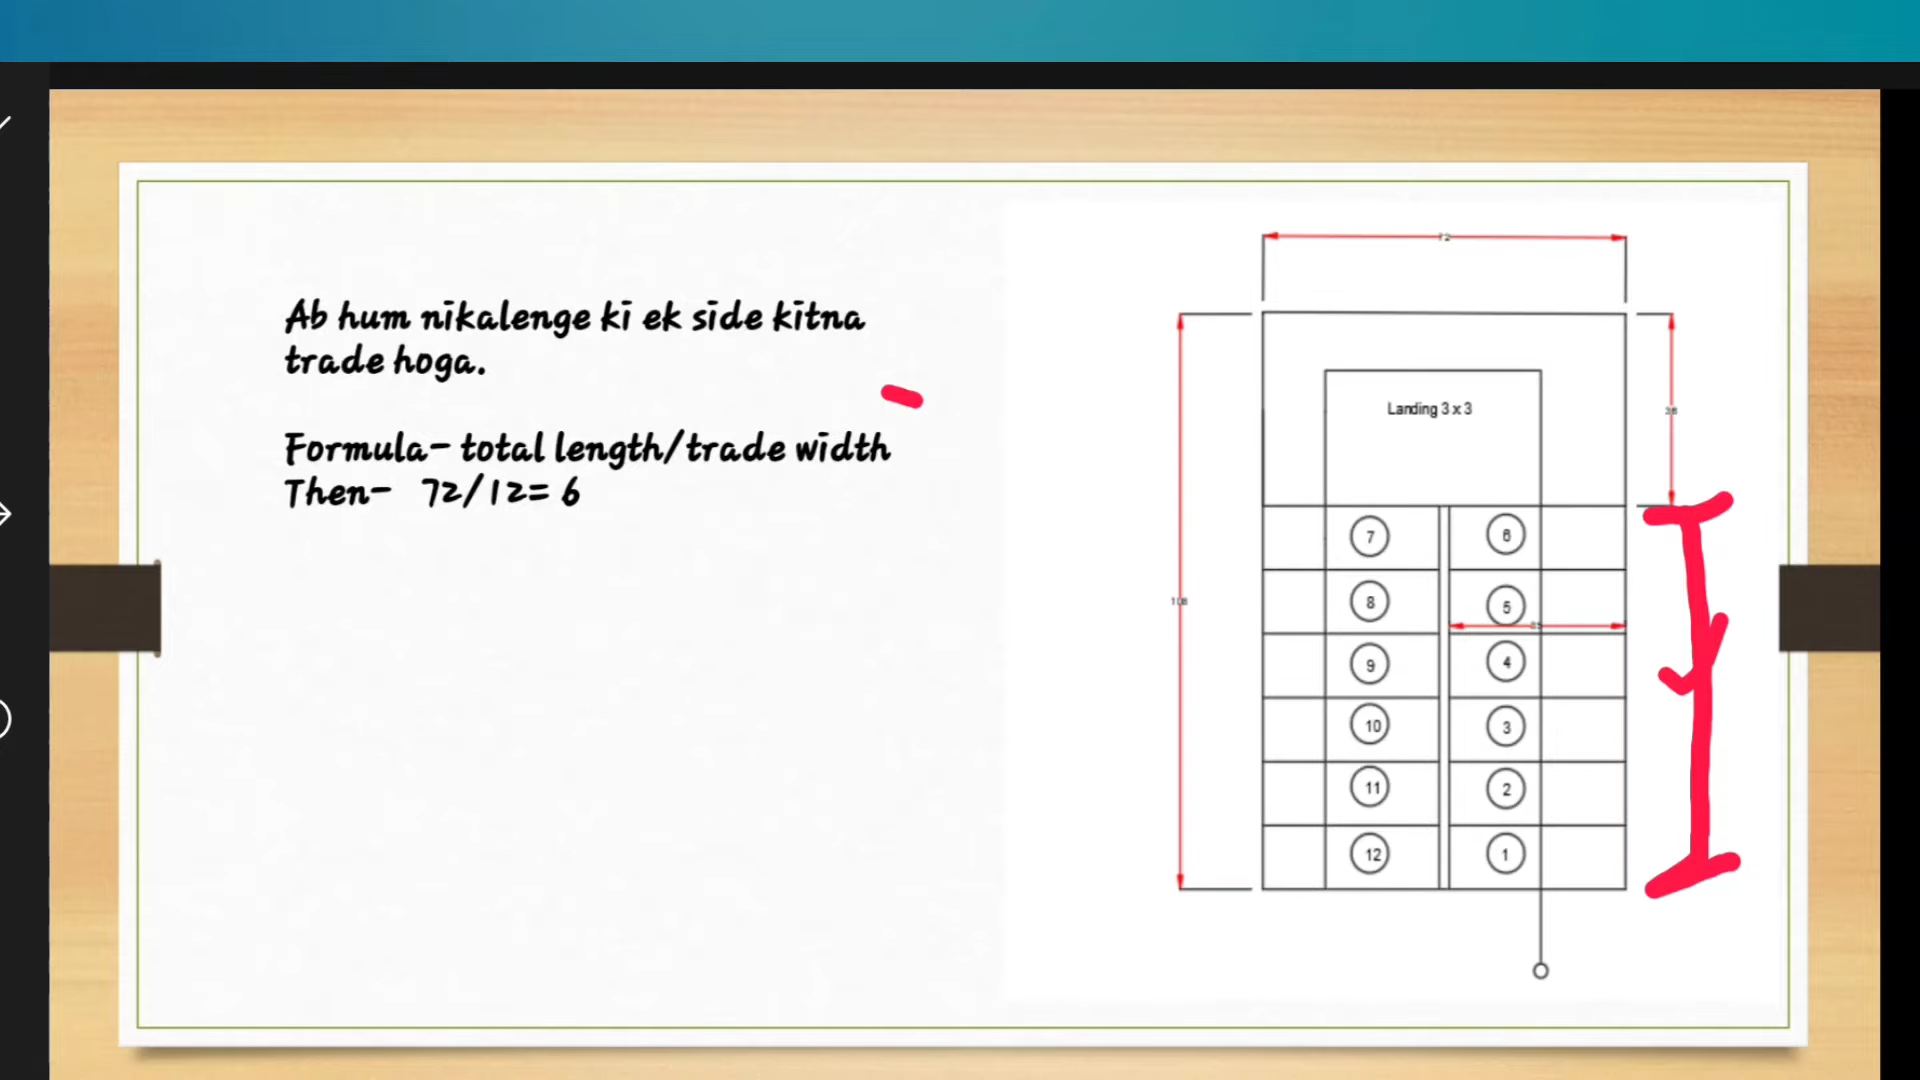 Ab hum nikalenge ki ek side kitna
trade hoga.
Formula- total length/trade width
Then- 72/12= 6
72
Landing 3 x 3
7
6
8
5
9
4
10
3
11
2
12
1